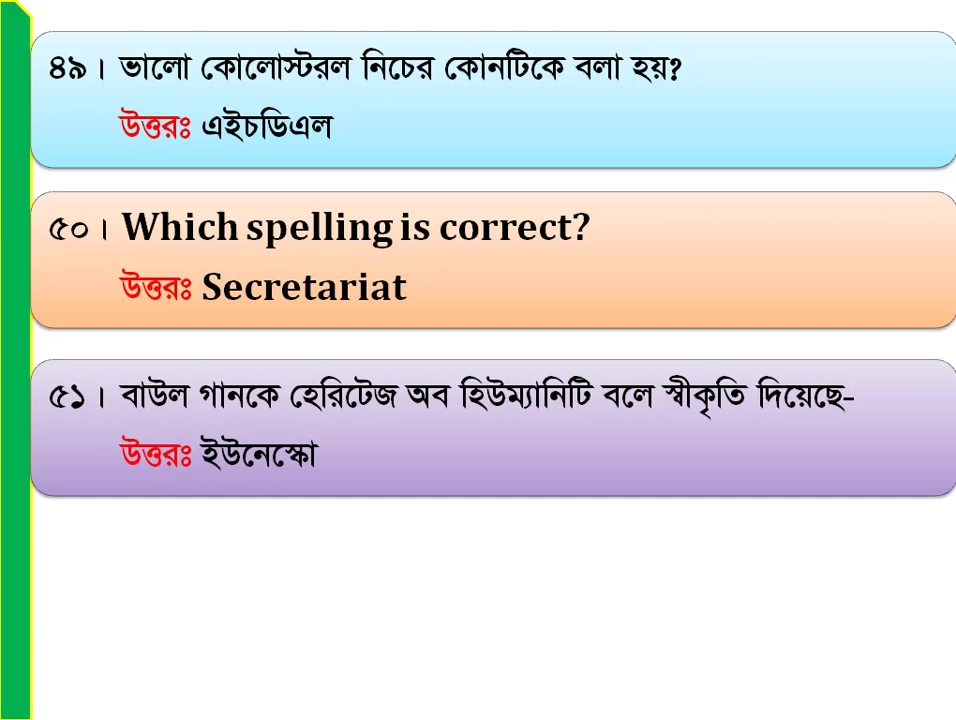 ৪৯। ভালো কোলোস্টরল নিচের কোনটিকে বলা হয়?
উত্তরঃ এইচডিএল
৫০। Which spelling is correct?
উত্তরঃ Secretariat
৫১। বাউল গানকে হেরিটেজ অব হিউম্যানিটি বলে স্বীকৃতি দিয়েছে-
উত্তরঃ ইউনেস্কো